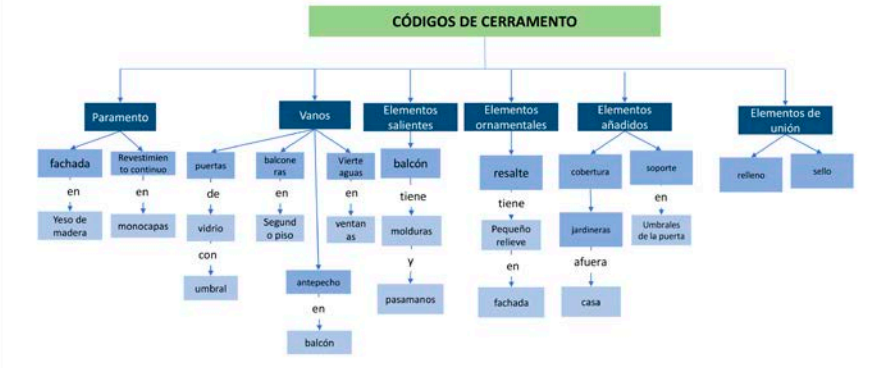 CÓDIGOS DE CERRAMENTO
Paramento
Vanos
Elementos
salientes
Elementos
ornamentales
Elementos
añadidos
Elementos de
unión
fachada
Revestimien
to continuo
puertas
balcone
ras
Vierte
aguas
balcón
resalte
cobertura
soporte
relleno
sello
en
en
de
en
en
tiene
tiene
en
Yeso de
madera
monocapas
vidrio
Segund
o piso
ventan
as
molduras
Pequeño
relieve
jardineras
Umbrales
de la puerta
con
y
en
afuera
umbral
antepecho
pasamanos
fachada
casa
en
balcón